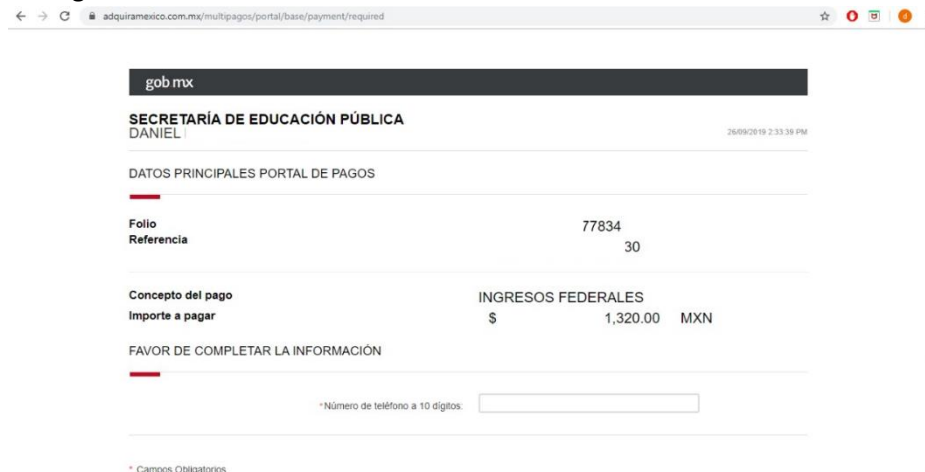 adquiramexico.com.mx/multipagos/portal/base/payment/required
gob mx
SECRETARÍA DE EDUCACIÓN PÚBLICA
DANIEL
26/09/2019 2:33:39 PM
DATOS PRINCIPALES PORTAL DE PAGOS
Folio 77834
Referencia 30
Concepto del pago INGRESOS FEDERALES
Importe a pagar $ 1,320.00 MXN
FAVOR DE COMPLETAR LA INFORMACIÓN
*Número de teléfono a 10 dígitos:
* Campos Obligatorios